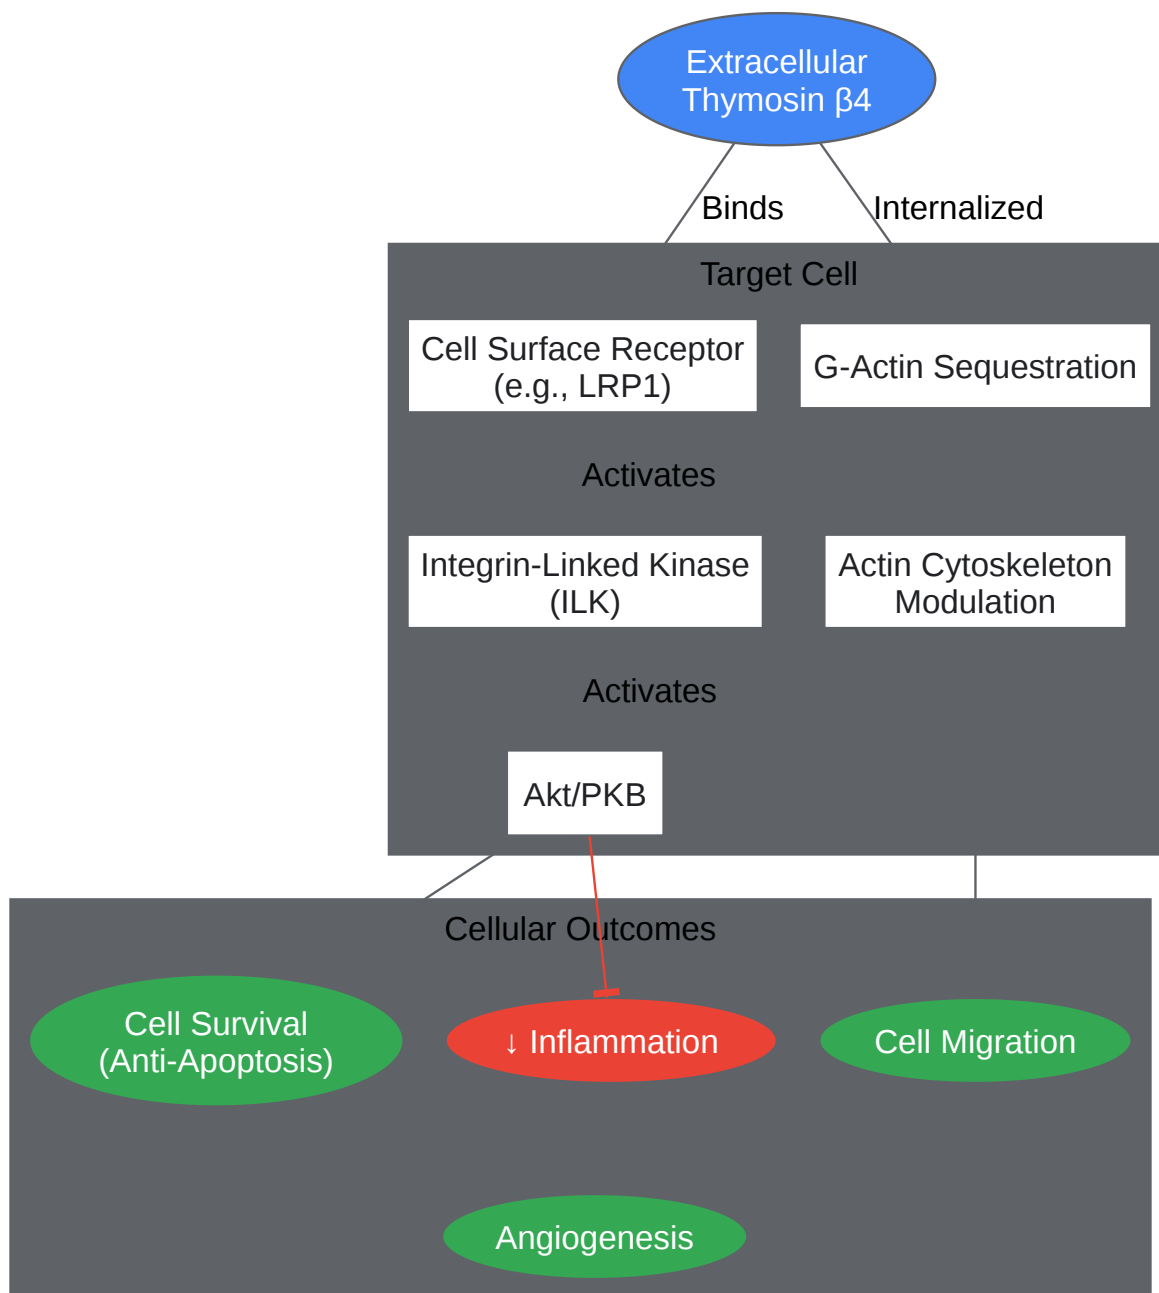 Extracellular
Thymosin β4
Binds
Internalized
Target Cell
Cell Surface Receptor
(e.g., LRP1)
G-Actin Sequestration
Activates
Integrin-Linked Kinase
(ILK)
Actin Cytoskeleton
Modulation
Activates
Akt/PKB
Cellular Outcomes
Cell Survival
(Anti-Apoptosis)
↓ Inflammation
Cell Migration
Angiogenesis